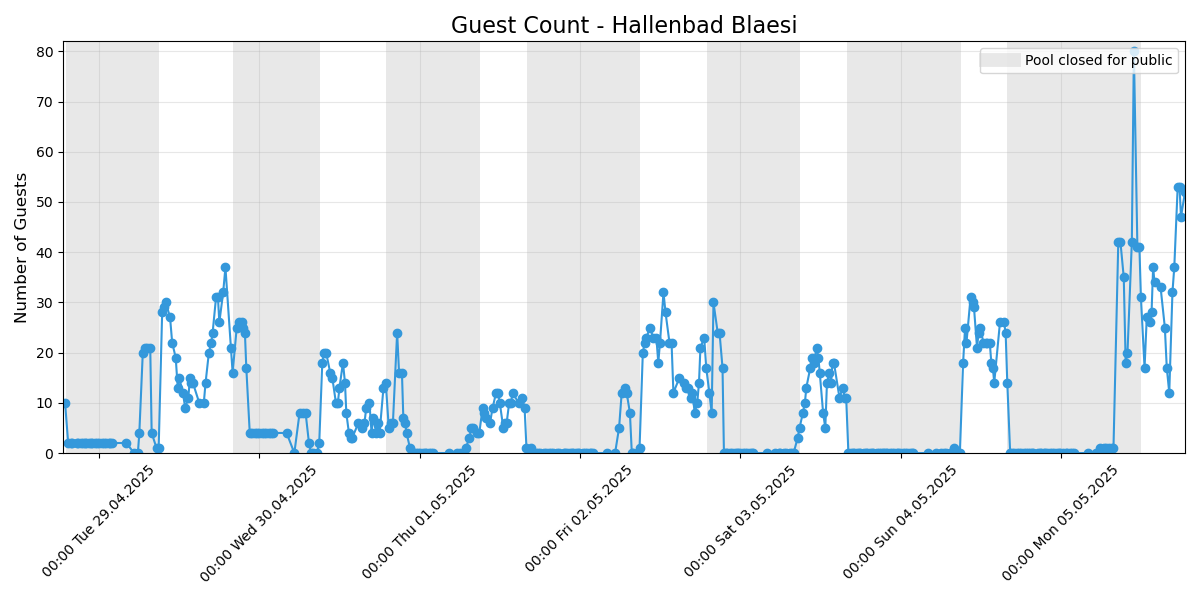 Guest Count - Hallenbad Blaesi
Pool closed for public
Number of Guests
80
70
60
50
40
30
20
10
0
00:00 Tue 29.04.2025
00:00 Wed 30.04.2025
00:00 Thu 01.05.2025
00:00 Fri 02.05.2025
00:00 Sat 03.05.2025
00:00 Sun 04.05.2025
00:00 Mon 05.05.2025